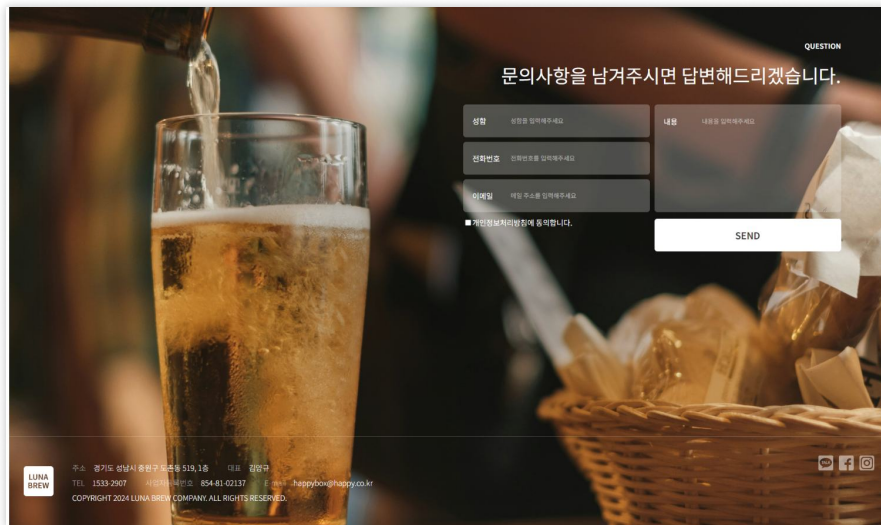 QUESTION
문의사항을 남겨주시면 답변해드리겠습니다.
성함 성함을 입력해주세요
전화번호 전화번호를 입력해주세요
이메일 메일 주소를 입력해주세요
내용 내용을 입력해주세요
개인정보처리방침에 동의합니다.
SEND
LUNA
BREW
주소 경기도 성남시 중원구 도촌동 519, 1층 대표 김양규
TEL 1533-2907 사업자등록번호 854-81-02137 E-mail happybox@happy.co.kr
COPYRIGHT 2024 LUNA BREW COMPANY. ALL RIGHTS RESERVED.